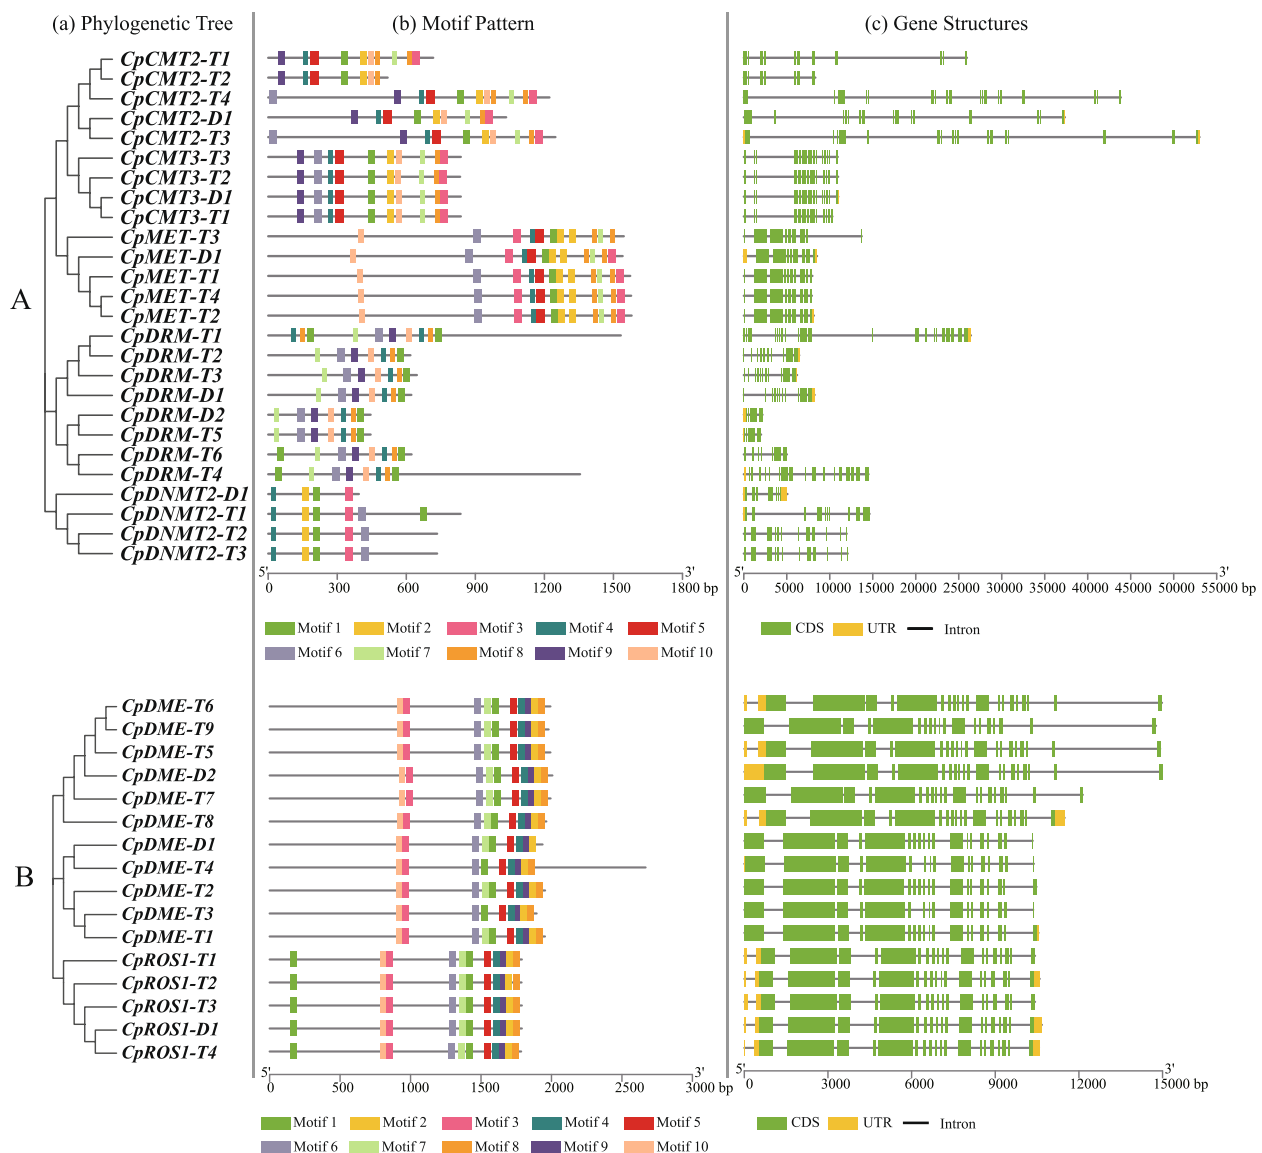 (a) Phylogenetic Tree
(b) Motif Pattern
(c) Gene Structures
A
CpCMT2-T1
CpCMT2-T2
CpCMT2-T4
CpCMT2-D1
CpCMT2-T3
CpCMT3-T3
CpCMT3-T2
CpCMT3-D1
CpCMT3-T1
CpMET-T3
CpMET-D1
CpMET-T1
CpMET-T4
CpMET-T2
CpDRM-T1
CpDRM-T2
CpDRM-T3
CpDRM-D1
CpDRM-D2
CpDRM-T5
CpDRM-T6
CpDRM-T4
CpDNMT2-D1
CpDNMT2-T1
CpDNMT2-T2
CpDNMT2-T3
5' 3'
0 300 600 900 1200 1500 1800 bp
5' 3'
0 5000 10000 15000 20000 25000 30000 35000 40000 45000 50000 55000 bp
Motif 1 Motif 2 Motif 3 Motif 4 Motif 5
Motif 6 Motif 7 Motif 8 Motif 9 Motif 10
CDS UTR Intron
B
CpDME-T6
CpDME-T9
CpDME-T5
CpDME-D2
CpDME-T7
CpDME-T8
CpDME-D1
CpDME-T4
CpDME-T2
CpDME-T3
CpDME-T1
CpROS1-T1
CpROS1-T2
CpROS1-T3
CpROS1-D1
CpROS1-T4
5' 3'
0 500 1000 1500 2000 2500 3000 bp
5' 3'
0 3000 6000 9000 12000 15000 bp
Motif 1 Motif 2 Motif 3 Motif 4 Motif 5
Motif 6 Motif 7 Motif 8 Motif 9 Motif 10
CDS UTR Intron